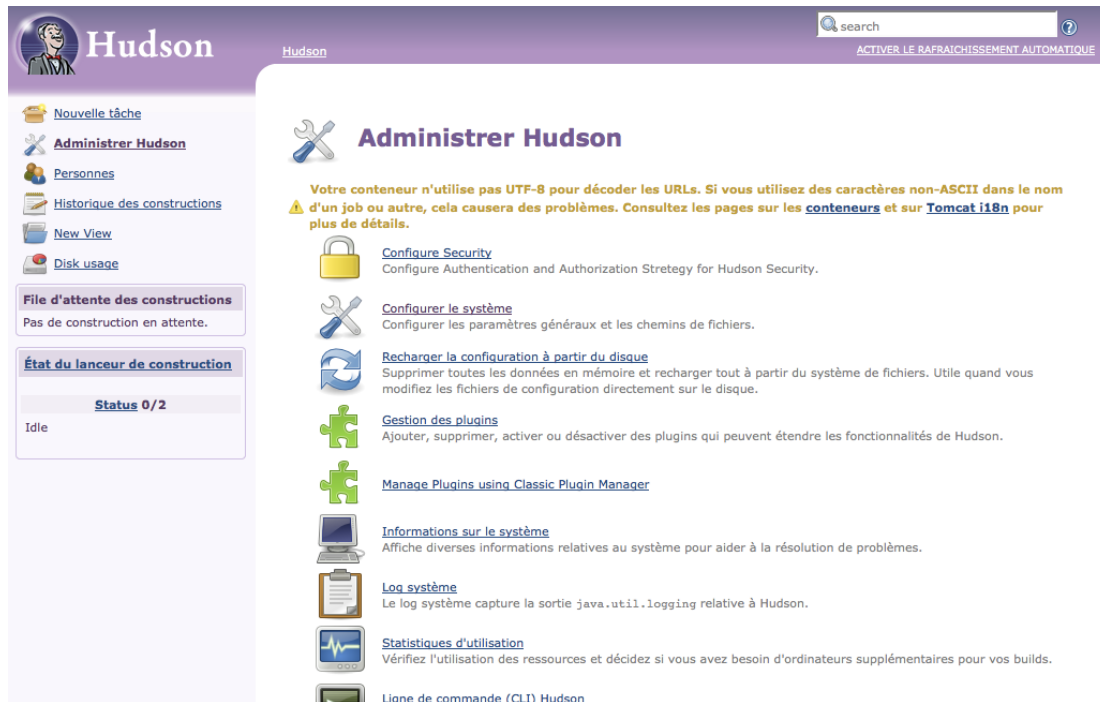 Hudson
search
Hudson
ACTIVER LE RAFRAICHISSEMENT AUTOMATIQUE
Nouvelle tâche
Administrer Hudson
Personnes
Historique des constructions
New View
Disk usage
File d'attente des constructions
Pas de construction en attente.
État du lanceur de construction
Status 0/2
Idle
Administrer Hudson
Votre conteneur n'utilise pas UTF-8 pour décoder les URLs. Si vous utilisez des caractères non-ASCII dans le nom
d'un job ou autre, cela causera des problèmes. Consultez les pages sur les conteneurs et sur Tomcat i18n pour
plus de détails.
Configure Security
Configure Authentication and Authorization Stretegy for Hudson Security.
Configurer le système
Configurer les paramètres généraux et les chemins de fichiers.
Recharger la configuration à partir du disque
Supprimer toutes les données en mémoire et recharger tout à partir du système de fichiers. Utile quand vous
modifiez les fichiers de configuration directement sur le disque.
Gestion des plugins
Ajouter, supprimer, activer ou désactiver des plugins qui peuvent étendre les fonctionnalités de Hudson.
Manage Plugins using Classic Plugin Manager
Informations sur le système
Affiche diverses informations relatives au système pour aider à la résolution de problèmes.
Log système
Le log système capture la sortie java.util.logging relative à Hudson.
Statistiques d'utilisation
Vérifiez l'utilisation des ressources et décidez si vous avez besoin d'ordinateurs supplémentaires pour vos builds.
Ligne de commande (CLI) Hudson